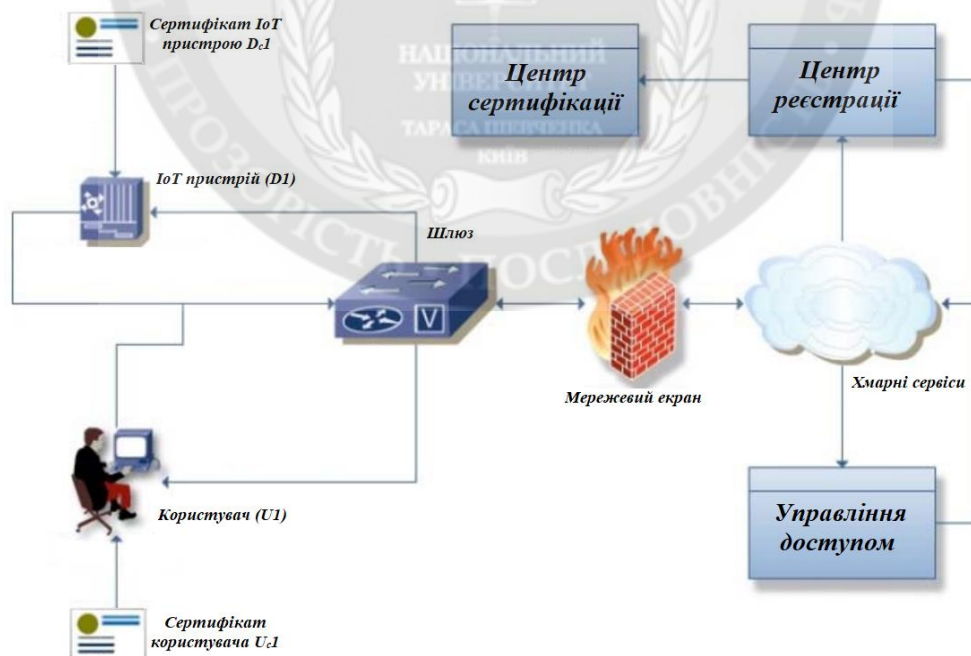 Сертифікат IoT
пристрою Dc1
НАЦІОНАЛЬНИЙ
УНІВЕРСИТЕТ
ТАРАСА ШЕВЧЕНКА
КИЇВ
Центр
сертифікації
Центр
реєстрації
IoT пристрій (D1)
Шлюз
V
Мережевий екран
Хмарні сервіси
Користувач (U1)
Управління
доступом
Сертифікат
користувача Uc1
ПРОЗОРІСТЬ